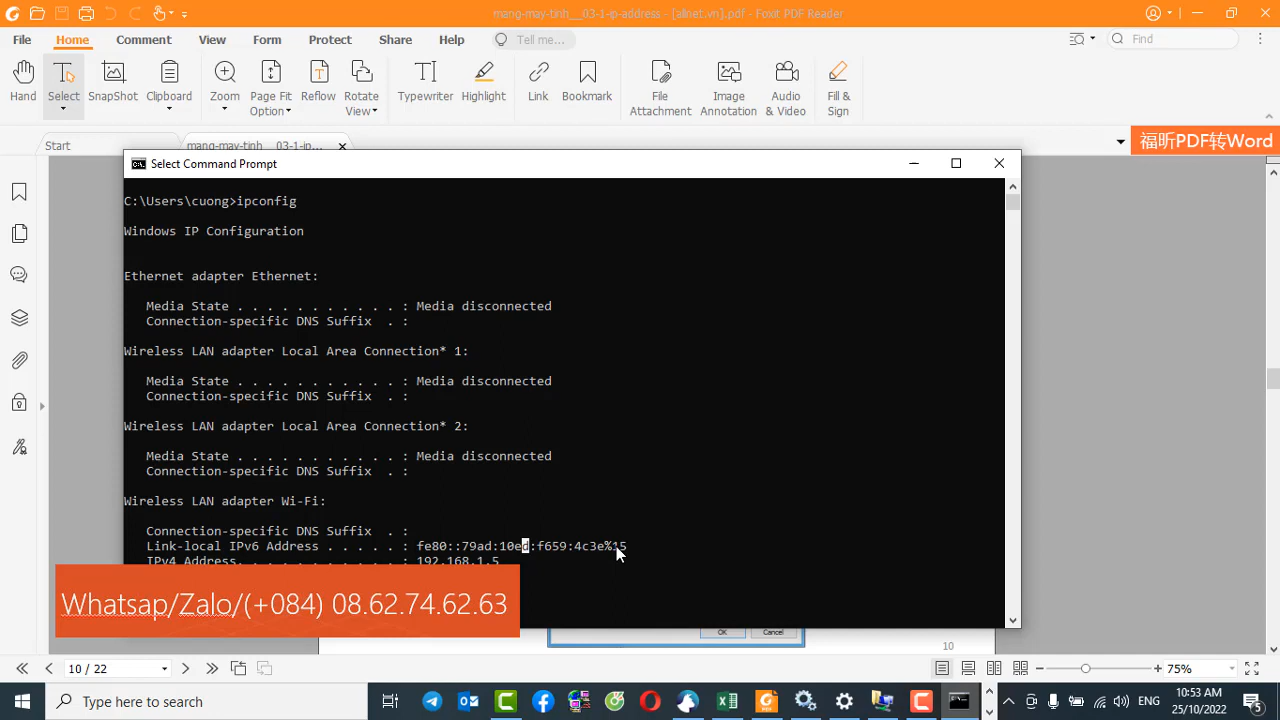 mang-may-tinh__03-1-ip-address - [allnet.vn].pdf - Foxit PDF Reader
File Home Comment View Form Protect Share Help Tell me... Find
Hand Select SnapShot Clipboard Zoom Page Fit Option Reflow Rotate View Typewriter Highlight Link Bookmark File Attachment Image Annotation Audio & Video Fill & Sign
Start mang-may-tinh__03-1-ip-... 福昕PDF转Word
Select Command Prompt
C:\Users\cuong>ipconfig
Windows IP Configuration
Ethernet adapter Ethernet:
Media State . . . . . . . . . . . : Media disconnected
Connection-specific DNS Suffix . :
Wireless LAN adapter Local Area Connection* 1:
Media State . . . . . . . . . . . : Media disconnected
Connection-specific DNS Suffix . :
Wireless LAN adapter Local Area Connection* 2:
Media State . . . . . . . . . . . : Media disconnected
Connection-specific DNS Suffix . :
Wireless LAN adapter Wi-Fi:
Connection-specific DNS Suffix . :
Link-local IPv6 Address . . . . . : fe80::79ad:10ed:f659:4c3e%15
IPv4 Address. . . . . . . . . . . : 192.168.1.5
Whatsap/Zalo/(+084) 08.62.74.62.63
OK Cancel
10
10 / 22 75%
Type here to search ENG 10:53 AM
25/10/2022